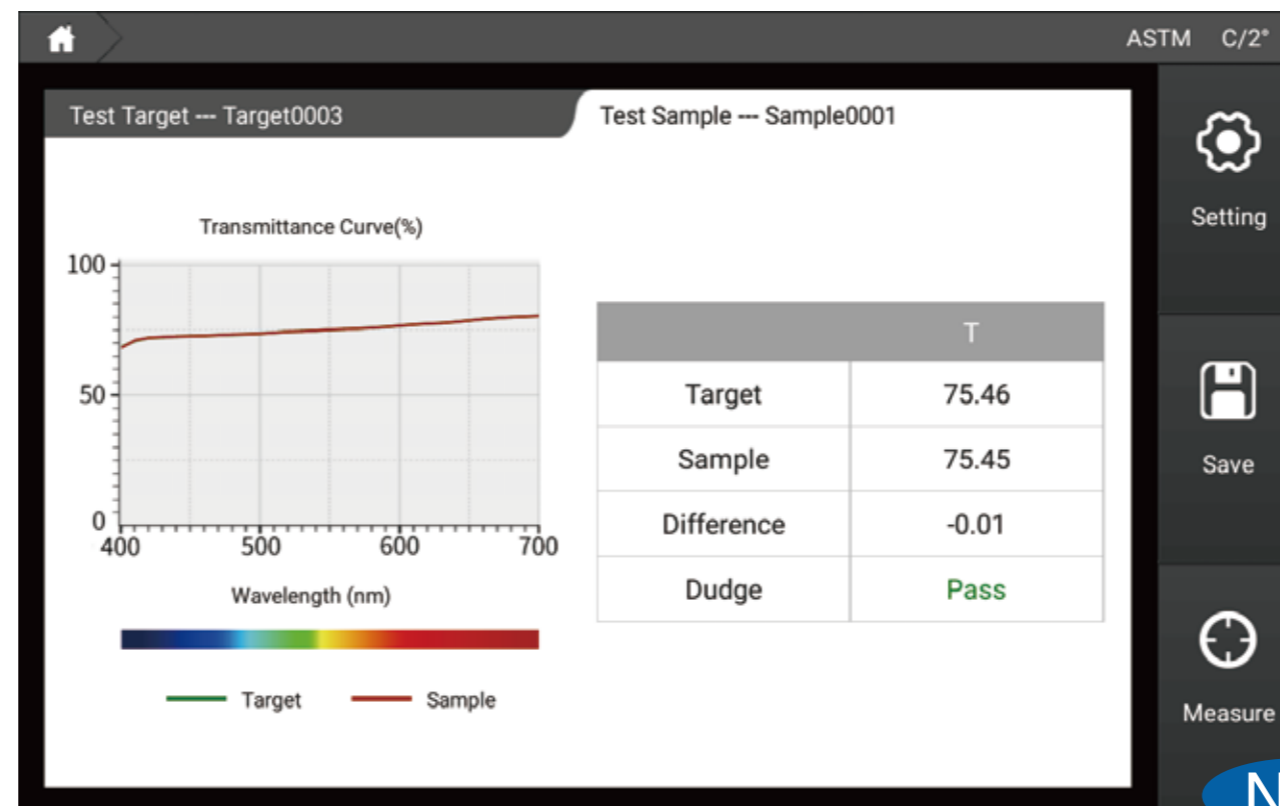 ASTM C/2°
Test Target --- Target0003
Test Sample --- Sample0001
Setting
Transmittance Curve(%)
100
50
0
400 500 600 700
Wavelength (nm)
Target Sample
T
Target 75.46
Sample 75.45
Difference -0.01
Dudge Pass
Save
Measure